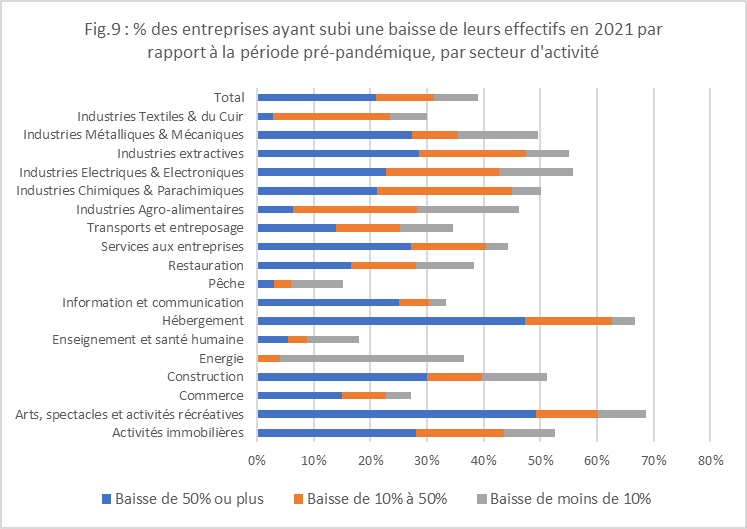 Fig.9 : % des entreprises ayant subi une baisse de leurs effectifs en 2021 par
rapport à la période pré-pandémique, par secteur d'activité
Total
Industries Textiles & du Cuir
Industries Métalliques & Mécaniques
Industries extractives
Industries Electriques & Electroniques
Industries Chimiques & Parachimiques
Industries Agro-alimentaires
Transports et entreposage
Services aux entreprises
Restauration
Pêche
Information et communication
Hébergement
Enseignement et santé humaine
Energie
Construction
Commerce
Arts, spectacles et activités récréatives
Activités immobilières
0% 10% 20% 30% 40% 50% 60% 70% 80%
Baisse de 50% ou plus Baisse de 10% à 50% Baisse de moins de 10%